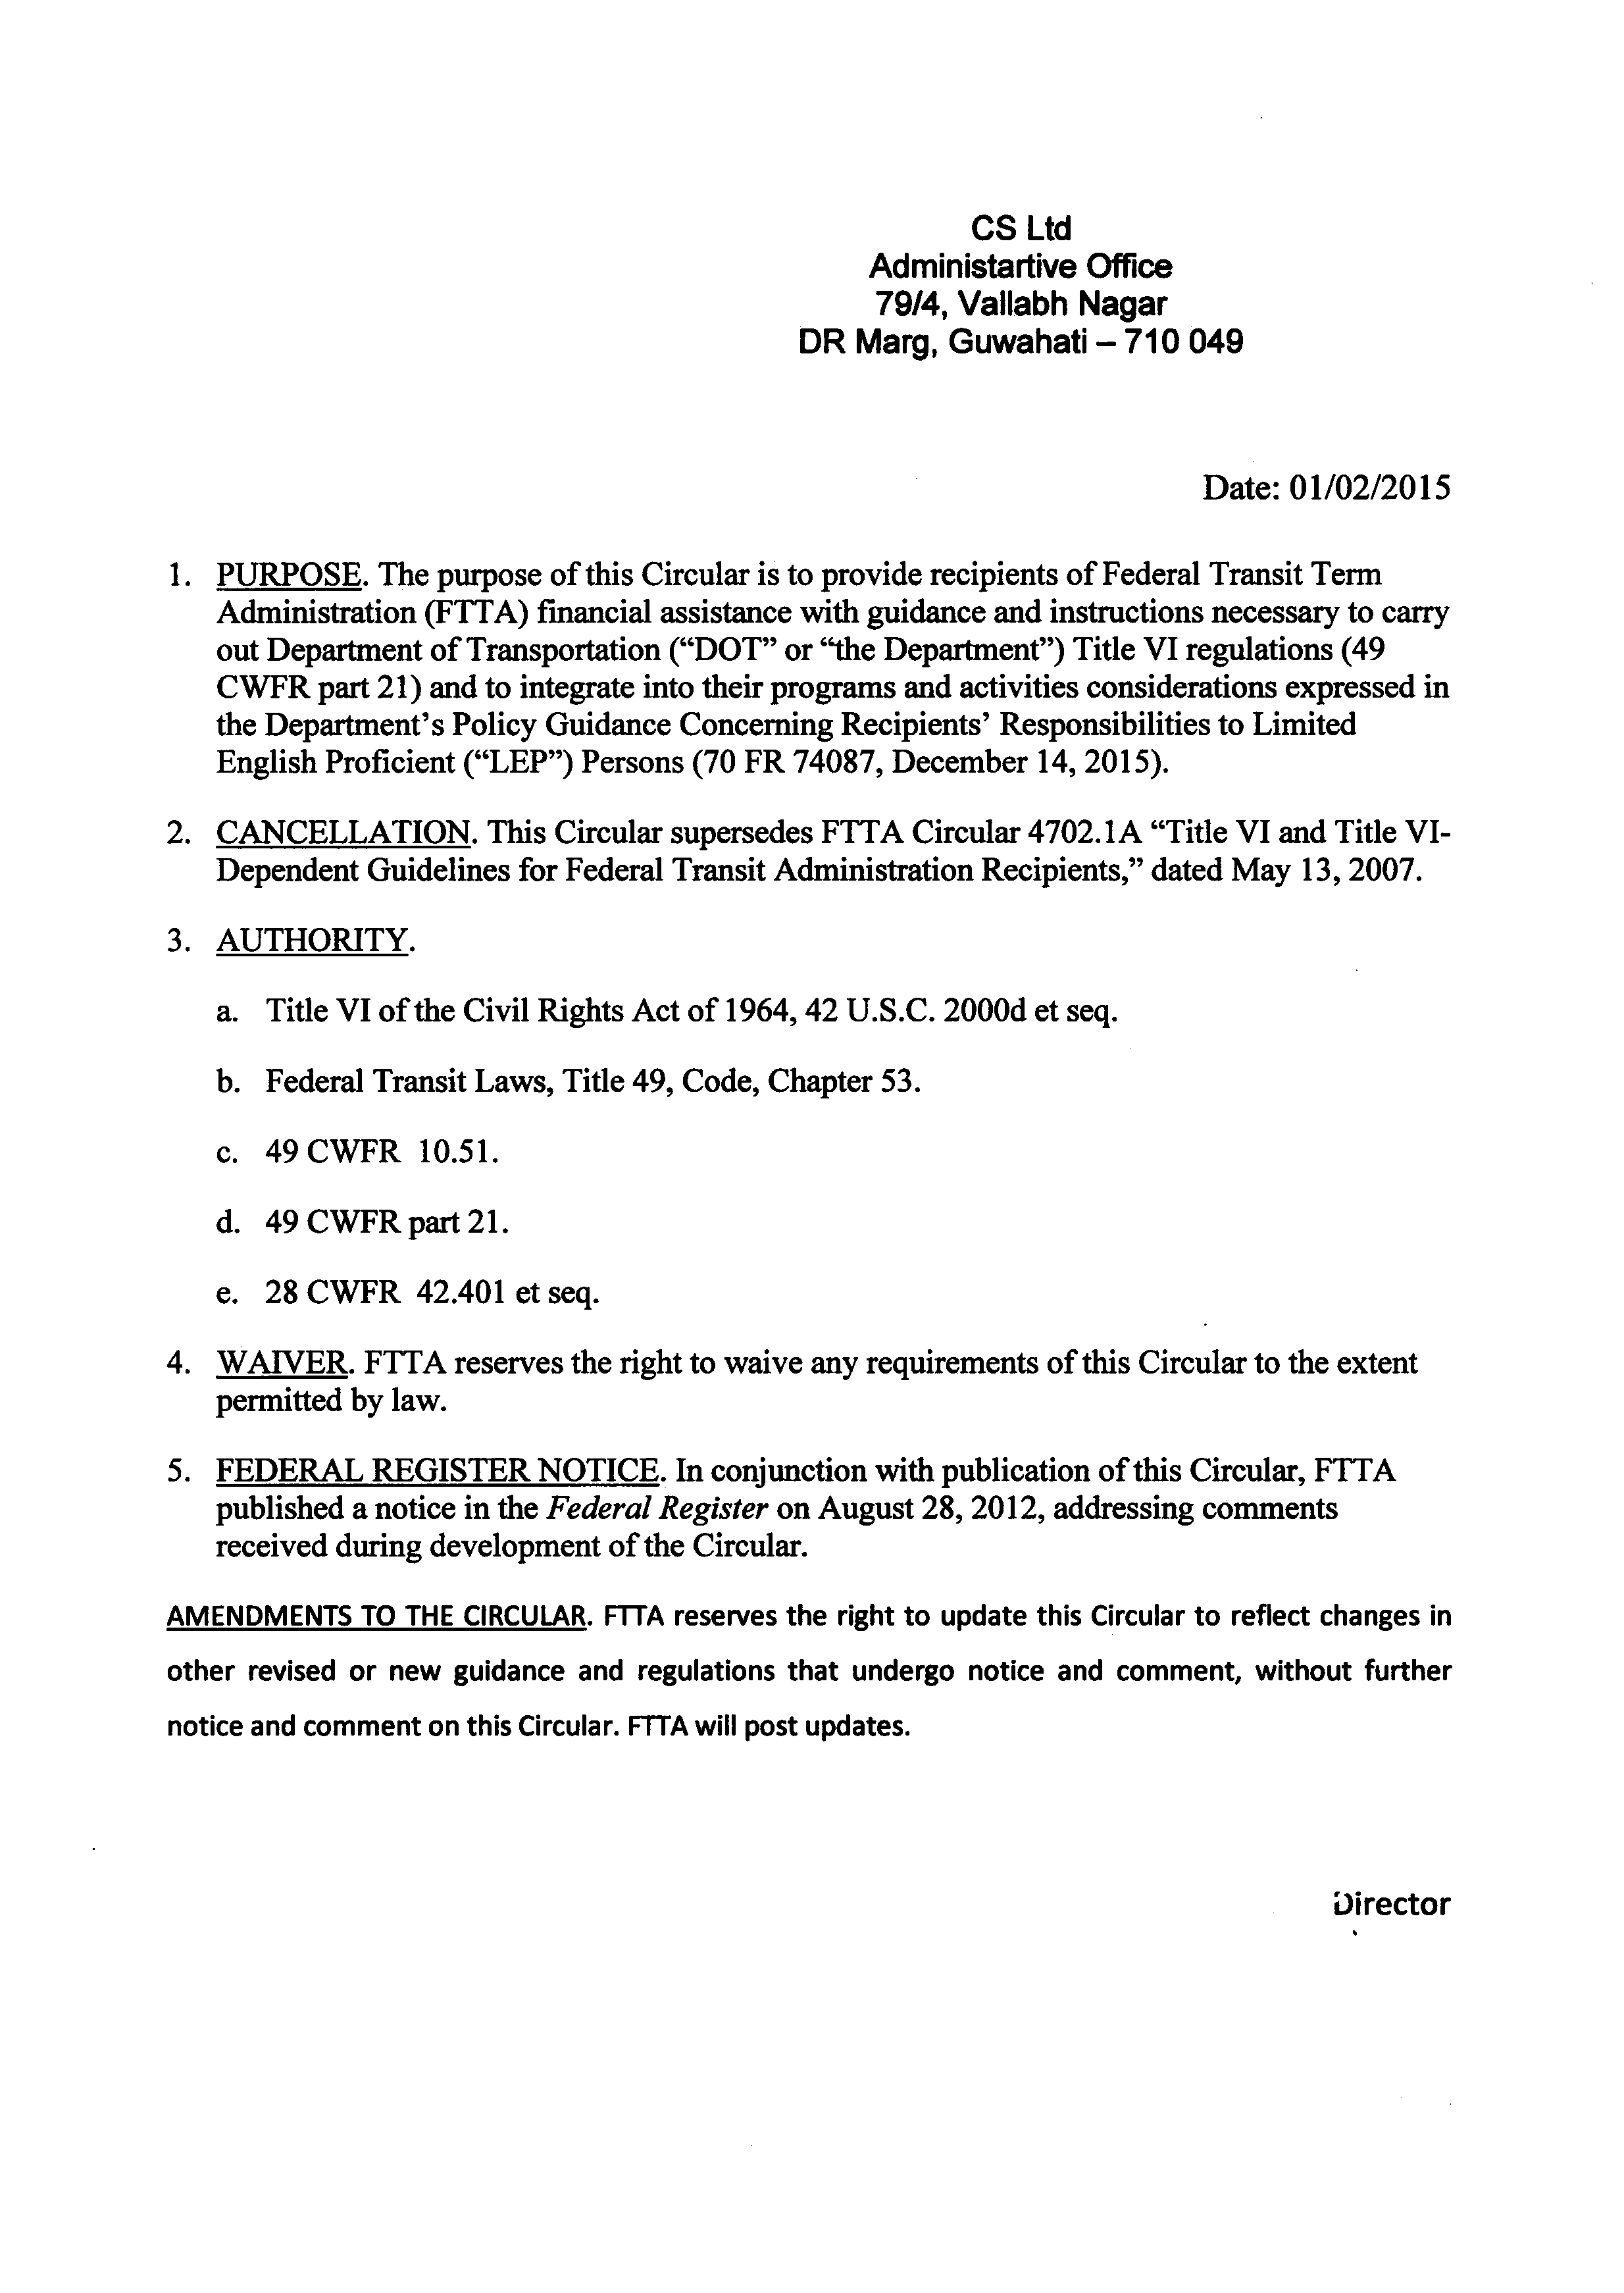 CS Ltd
Administartive Office
79/4, Vallabh Nagar
DR Marg, Guwahati – 710 049
Date: 01/02/2015
1. PURPOSE. The purpose of this Circular is to provide recipients of Federal Transit Term
Administration (FTTA) financial assistance with guidance and instructions necessary to carry
out Department of Transportation (“DOT” or “the Department”) Title VI regulations (49
CWFR part 21) and to integrate into their programs and activities considerations expressed in
the Department’s Policy Guidance Concerning Recipients’ Responsibilities to Limited
English Proficient (“LEP”) Persons (70 FR 74087, December 14, 2015).
2. CANCELLATION. This Circular supersedes FTTA Circular 4702.1A “Title VI and Title VI-
Dependent Guidelines for Federal Transit Administration Recipients,” dated May 13, 2007.
3. AUTHORITY.
a. Title VI of the Civil Rights Act of 1964, 42 U.S.C. 2000d et seq.
b. Federal Transit Laws, Title 49, Code, Chapter 53.
c. 49 CWFR 10.51.
d. 49 CWFR part 21.
e. 28 CWFR 42.401 et seq.
4. WAIVER. FTTA reserves the right to waive any requirements of this Circular to the extent
permitted by law.
5. FEDERAL REGISTER NOTICE. In conjunction with publication of this Circular, FTTA
published a notice in the Federal Register on August 28, 2012, addressing comments
received during development of the Circular.
AMENDMENTS TO THE CIRCULAR. FTTA reserves the right to update this Circular to reflect changes in
other revised or new guidance and regulations that undergo notice and comment, without further
notice and comment on this Circular. FTTA will post updates.
Director